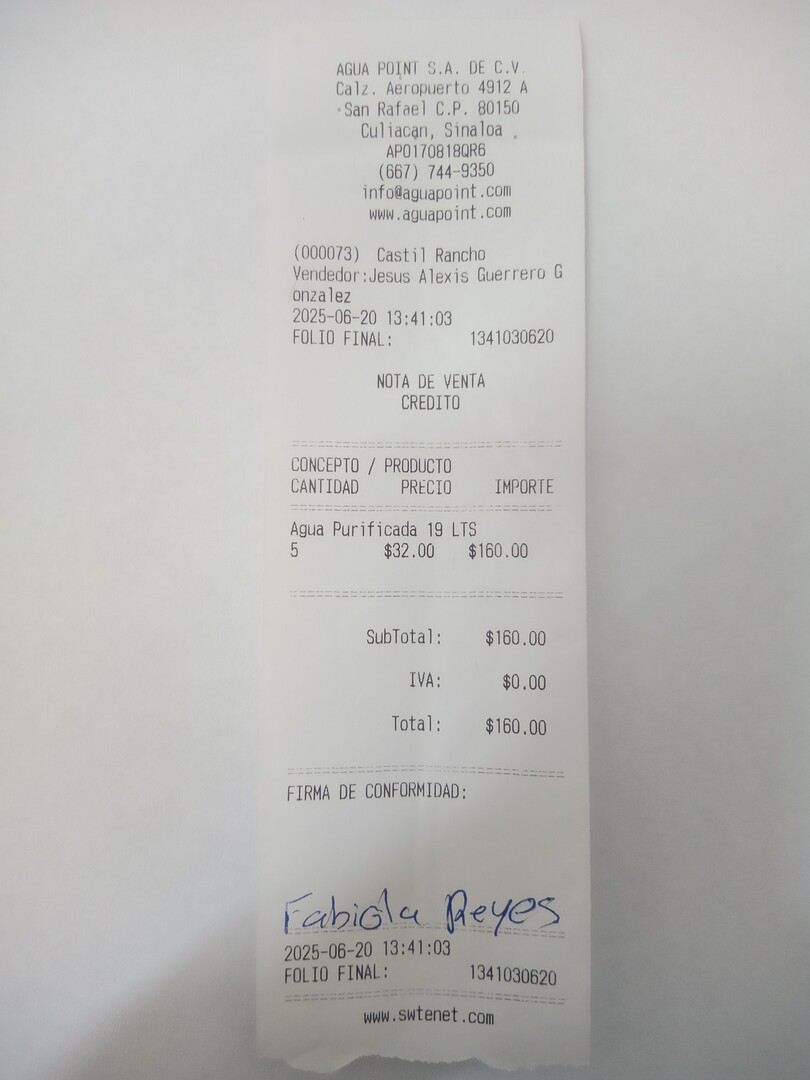 AGUA POINT S.A. DE C.V.
Calz. Aeropuerto 4912 A
San Rafael C.P. 80150
Culiacan, Sinaloa
APO170818QR6
(667) 744-9350
info@aguapoint.com
www.aguapoint.com
(000073) Castil Rancho
Vendedor:Jesus Alexis Guerrero G
onzalez
2025-06-20 13:41:03
FOLIO FINAL: 1341030620
NOTA DE VENTA
CREDITO
CONCEPTO / PRODUCTO
CANTIDAD PRECIO IMPORTE
Agua Purificada 19 LTS
5 $32.00 $160.00
SubTotal: $160.00
IVA: $0.00
Total: $160.00
FIRMA DE CONFORMIDAD:
Fabiola Reyes
2025-06-20 13:41:03
FOLIO FINAL: 1341030620
www.swtenet.com